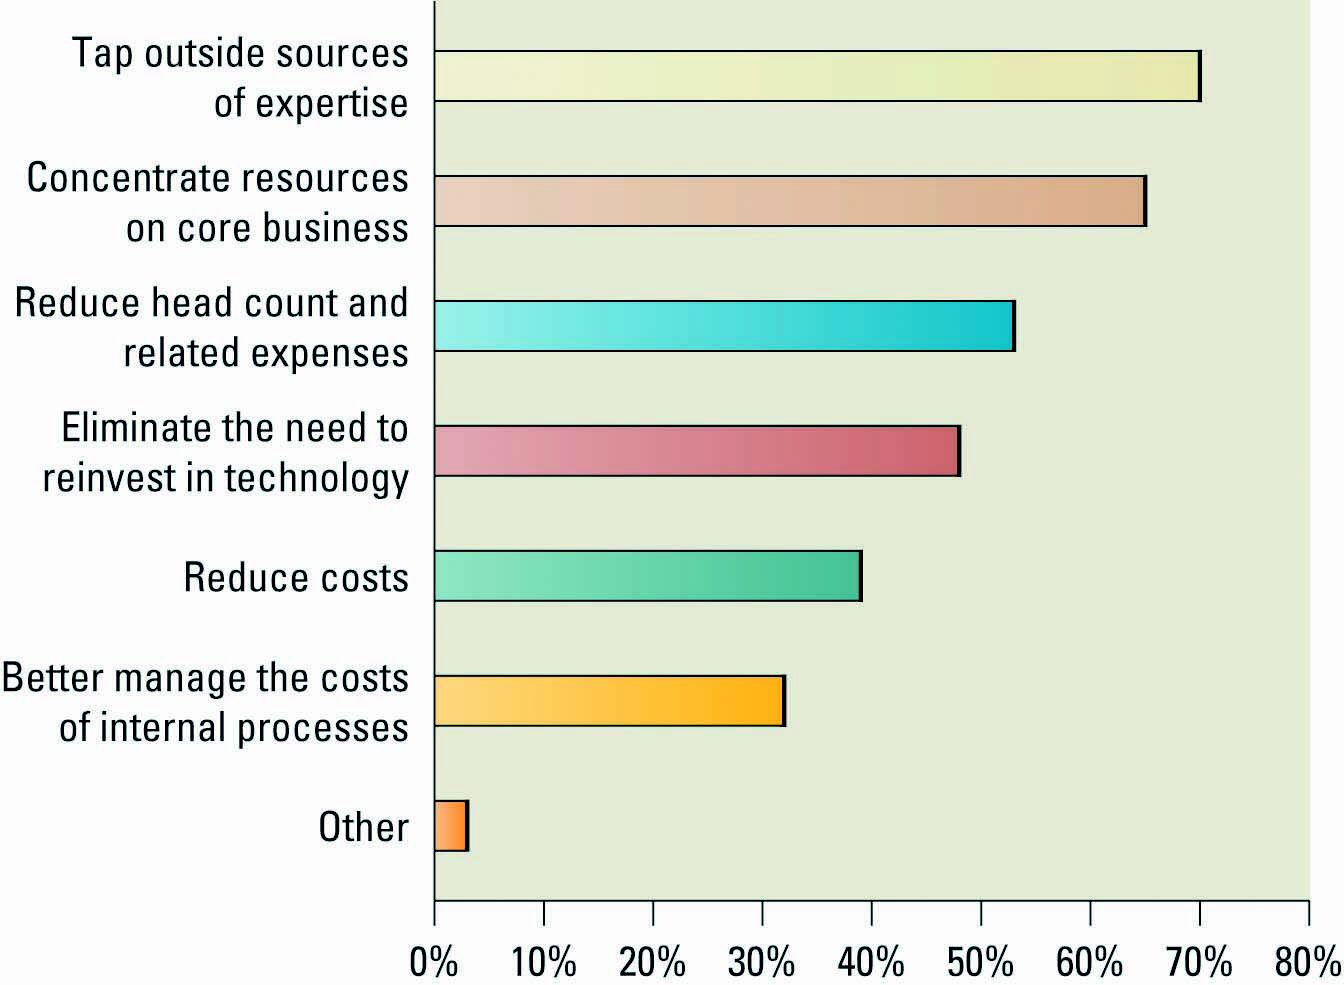 Tap outside sources
of expertise
Concentrate resources
on core business
Reduce head count and
related expenses
Eliminate the need to
reinvest in technology
Reduce costs
Better manage the costs
of internal processes
Other
0% 10% 20% 30% 40% 50% 60% 70% 80%